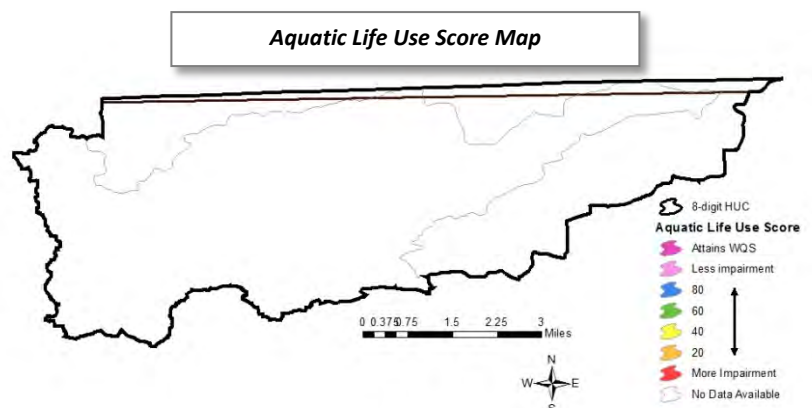 Aquatic Life Use Score Map
8-digit HUC
Aquatic Life Use Score
Attains WQS
Less impairment
80
60
40
20
More Impairment
No Data Available
0 0.375 0.75 1.5 2.25 3
Miles
N
W E
S